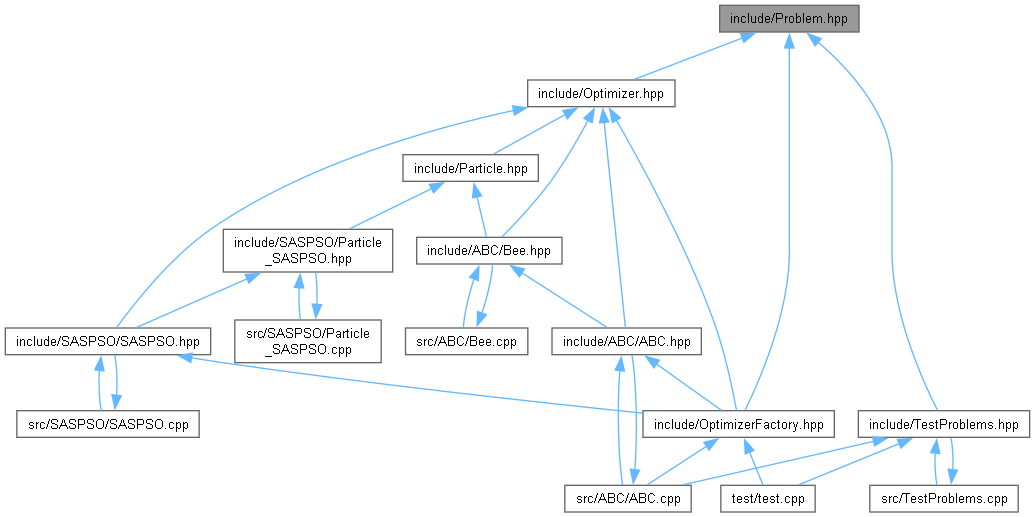 include/Problem.hpp
include/Optimizer.hpp
include/Particle.hpp
include/SASPSO/Particle
_SASPSO.hpp
include/ABC/Bee.hpp
include/SASPSO/SASPSO.hpp
src/SASPSO/Particle
_SASPSO.cpp
src/ABC/Bee.cpp
include/ABC/ABC.hpp
src/SASPSO/SASPSO.cpp
include/OptimizerFactory.hpp
include/TestProblems.hpp
src/ABC/ABC.cpp
test/test.cpp
src/TestProblems.cpp